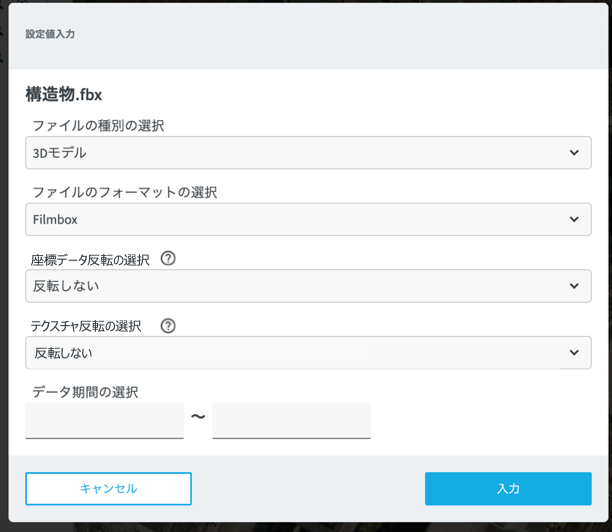 設定値入力
構造物.fbx
ファイルの種別の選択
3Dモデル
ファイルのフォーマットの選択
Filmbox
座標データ反転の選択 ?
反転しない
テクスチャ反転の選択 ?
反転しない
データ期間の選択
〜
キャンセル 入力